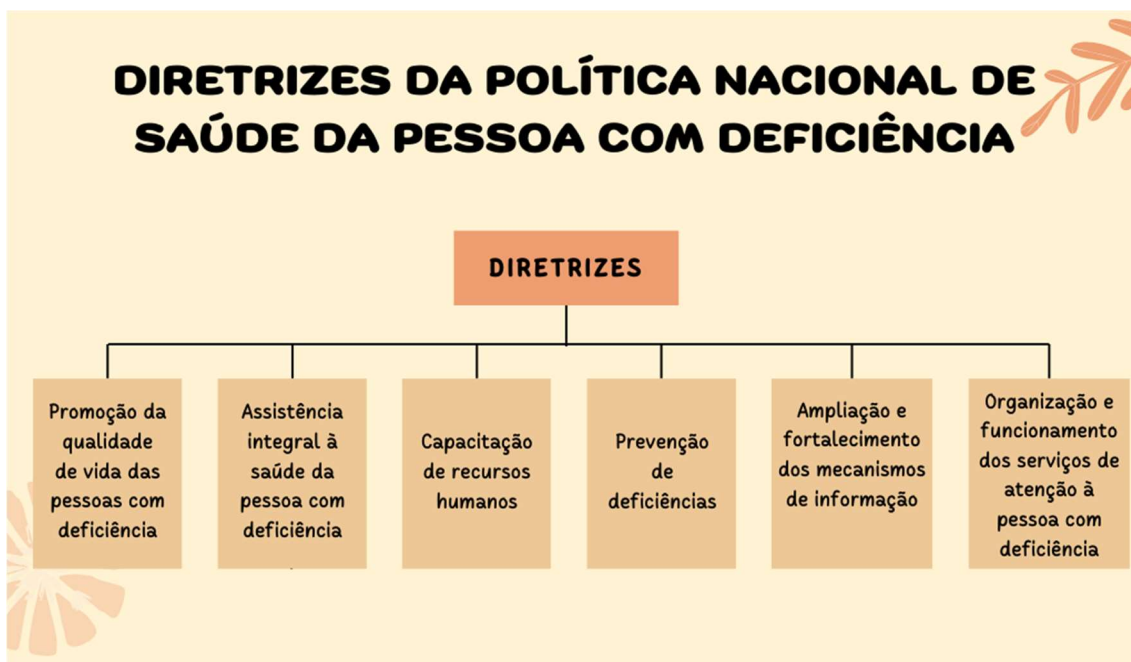 DIRETRIZES DA POLÍTICA NACIONAL DE
SAÚDE DA PESSOA COM DEFICIÊNCIA
DIRETRIZES
Promoção da
qualidade
de vida das
pessoas com
deficiência
Assistência
integral à
saúde da
pessoa com
deficiência
Capacitação
de recursos
humanos
Prevenção
de
deficiências
Ampliação e
fortalecimento
dos mecanismos
de informação
Organização e
funcionamento
dos serviços de
atenção à
pessoa com
deficiência